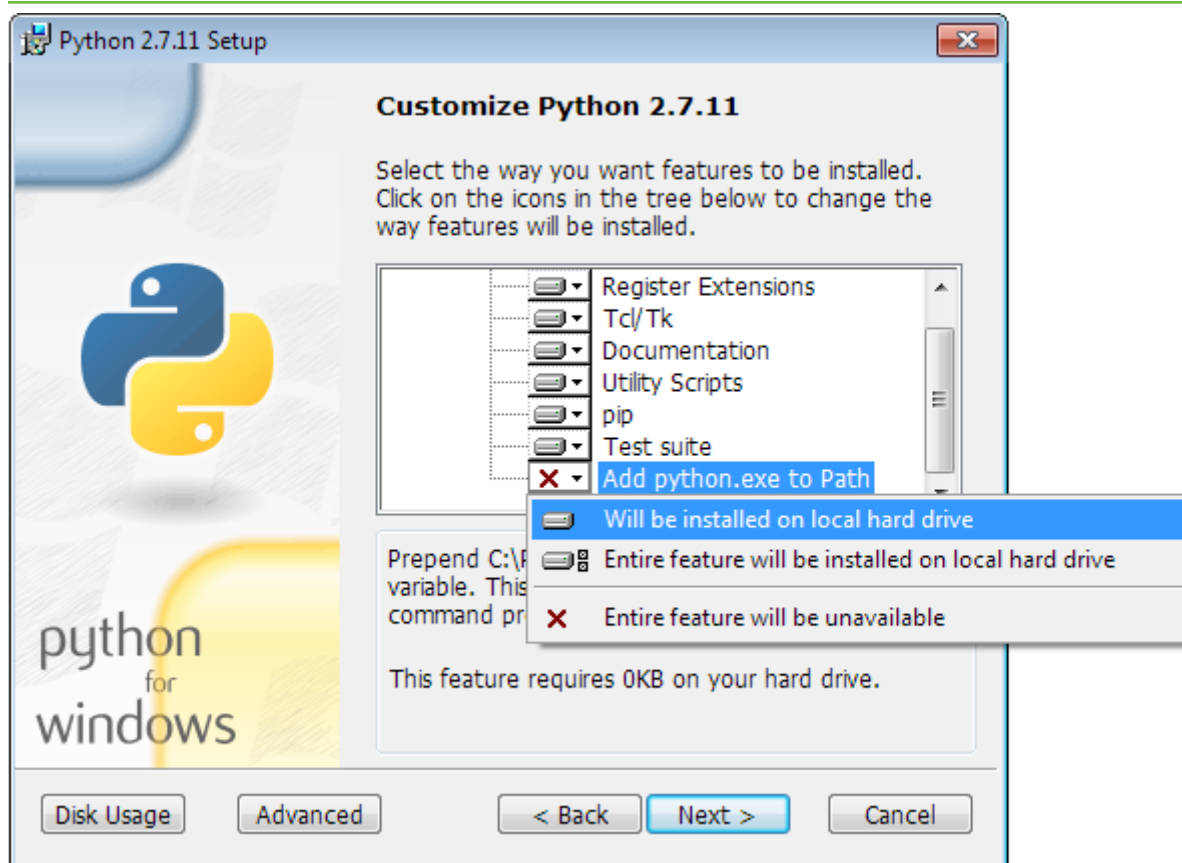 Python 2.7.11 Setup
Customize Python 2.7.11
Select the way you want features to be installed.
Click on the icons in the tree below to change the
way features will be installed.
Register Extensions
Tcl/Tk
Documentation
Utility Scripts
pip
Test suite
Add python.exe to Path
Will be installed on local hard drive
Entire feature will be installed on local hard drive
Entire feature will be unavailable
Prepend C:\
variable. This
command
This feature requires 0KB on your hard drive.
python
for
windows
Disk Usage
Advanced
< Back
Next >
Cancel